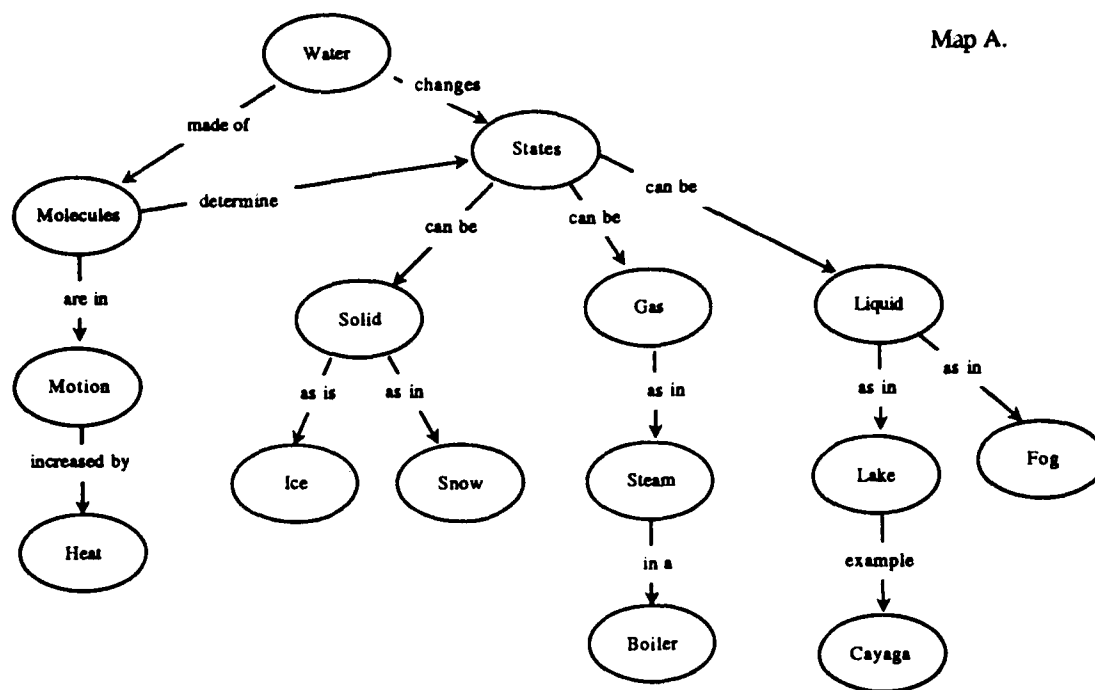 Map A.
Water
changes
made of
States
Molecules
determine
can be
can be
can be
are in
Solid
Gas
Liquid
Motion
as is
as in
as in
as in
as in
increased by
Ice
Snow
Steam
Lake
Fog
Heat
in a
example
Boiler
Cayaga